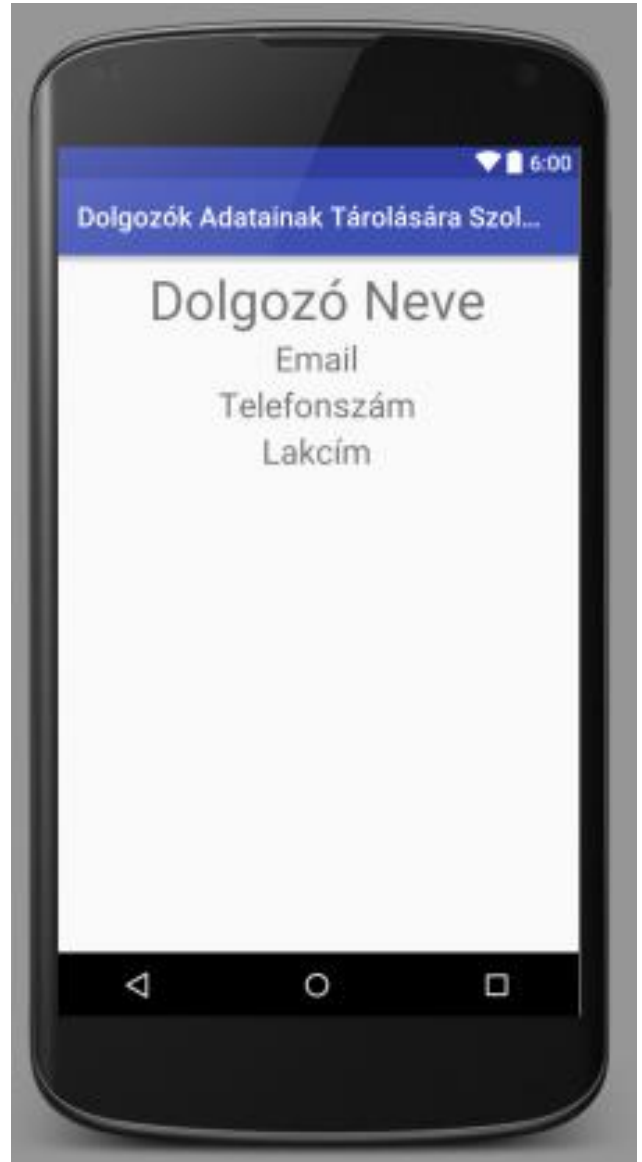 6:00
Dolgozók Adatainak Tárolására Szol...
Dolgozó Neve
Email
Telefonszám
Lakcím